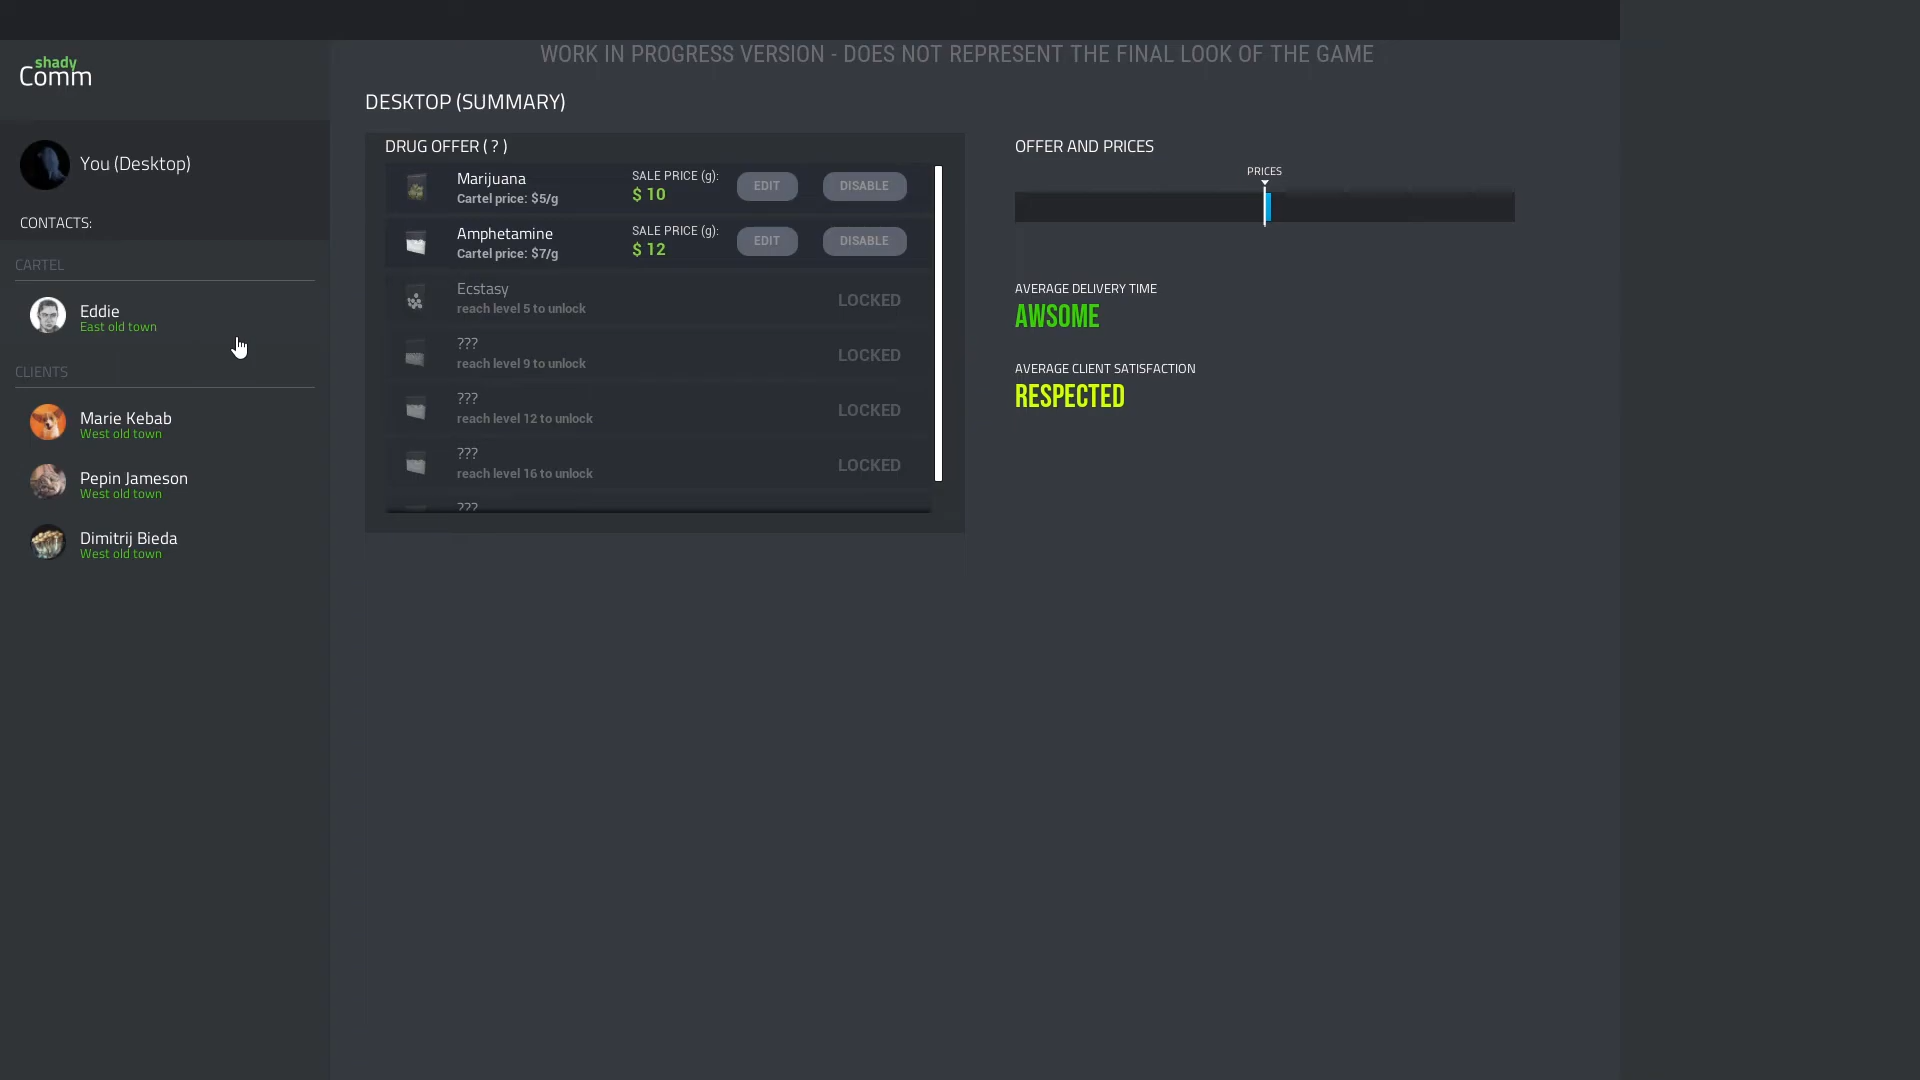 WORK IN PROGRESS VERSION - DOES NOT REPRESENT THE FINAL LOOK OF THE GAME
shady
Comm
You (Desktop)
CONTACTS:
CARTEL
Eddie
East old town
CLIENTS
Marie Kebab
West old town
Pepin Jameson
West old town
Dimitrij Bieda
West old town
DESKTOP (SUMMARY)
DRUG OFFER ( ? )
Marijuana
Cartel price: $5/g
SALE PRICE (g):
$ 10
EDIT
DISABLE
Amphetamine
Cartel price: $7/g
SALE PRICE (g):
$ 12
EDIT
DISABLE
Ecstasy
reach level 5 to unlock
LOCKED
???
reach level 9 to unlock
LOCKED
???
reach level 12 to unlock
LOCKED
???
reach level 16 to unlock
LOCKED
???
OFFER AND PRICES
PRICES
AVERAGE DELIVERY TIME
AWSOME
AVERAGE CLIENT SATISFACTION
RESPECTED